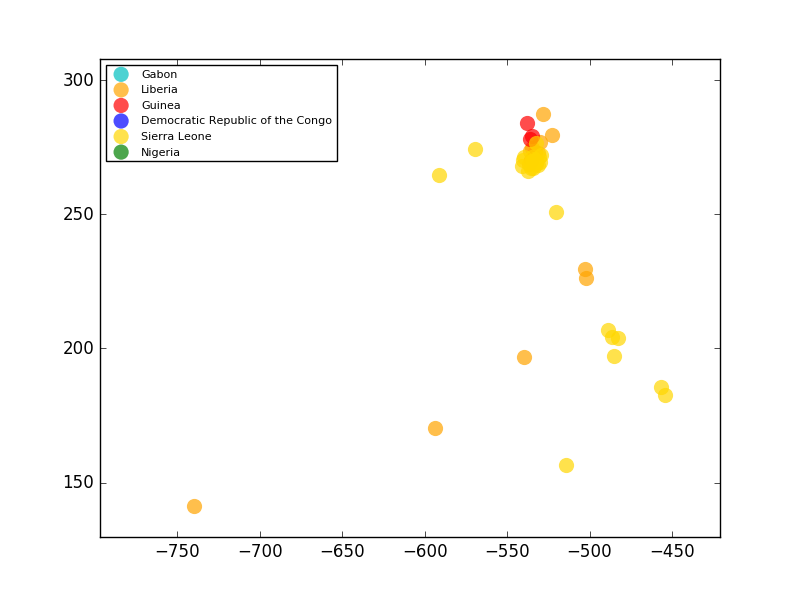 Gabon
Liberia
Guinea
Democratic Republic of the Congo
Sierra Leone
Nigeria
300
250
200
150
−750 −700 −650 −600 −550 −500 −450